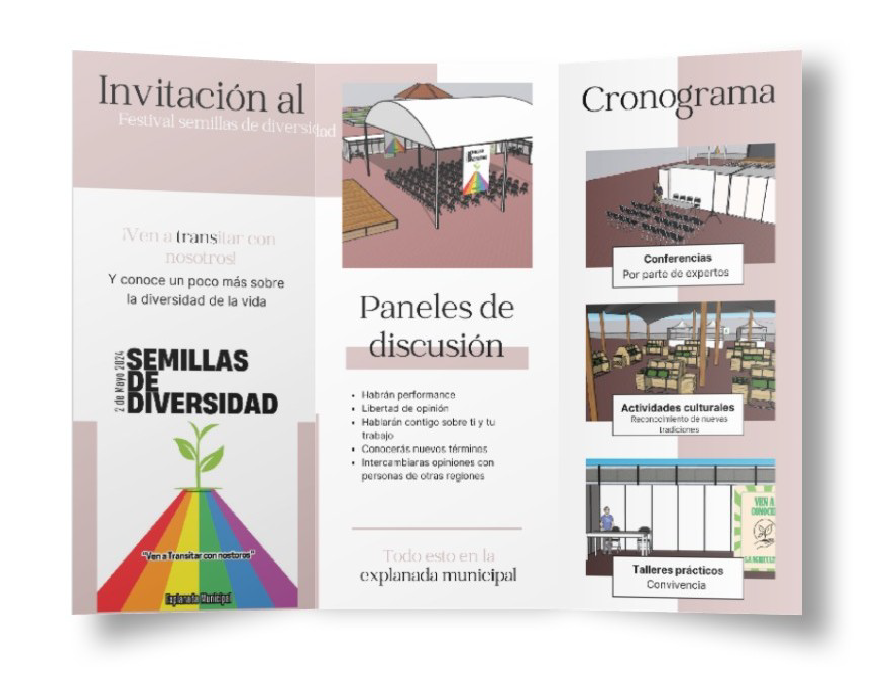 Invitación al
Festival semillas de diversidad
¡Ven a transitar con
nosotros!
Y conoce un poco más sobre
la diversidad de la vida
2 de Mayo 2024
SEMILLAS
DE
DIVERSIDAD
"Ven a Transitar con nostoros"
Explanada Municipal
Paneles de
discusión
• Habrán performance
• Libertad de opinión
• Hablarán contigo sobre ti y tu
trabajo
• Conocerás nuevos términos
• Intercambiaras opiniones con
personas de otras regiones
Todo esto en la
explanada municipal
Cronograma
Conferencias
Por parte de expertos
Actividades culturales
Reconocimiento de nuevas
tradiciones
VEN A
CONOCER
Talleres prácticos
Convivencia